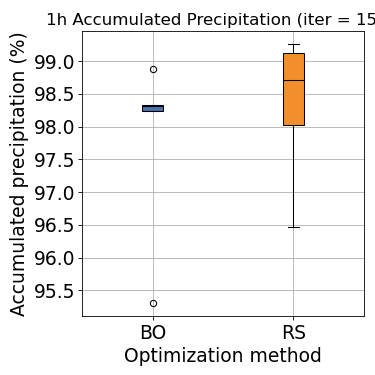 1h Accumulated Precipitation (iter = 15
Accumulated precipitation (%)
99.0
98.5
98.0
97.5
97.0
96.5
96.0
95.5
BO RS
Optimization method